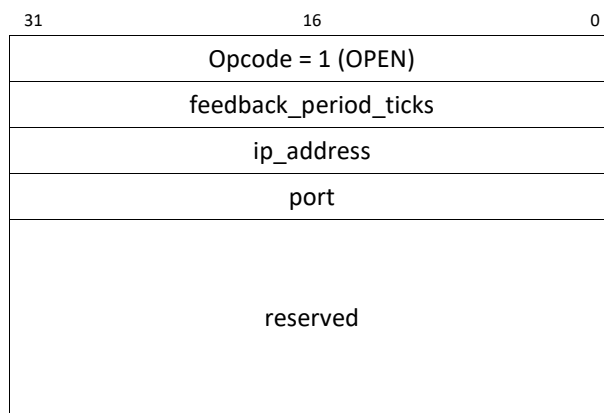 31 16 0
Opcode = 1 (OPEN)
feedback_period_ticks
ip_address
port
reserved